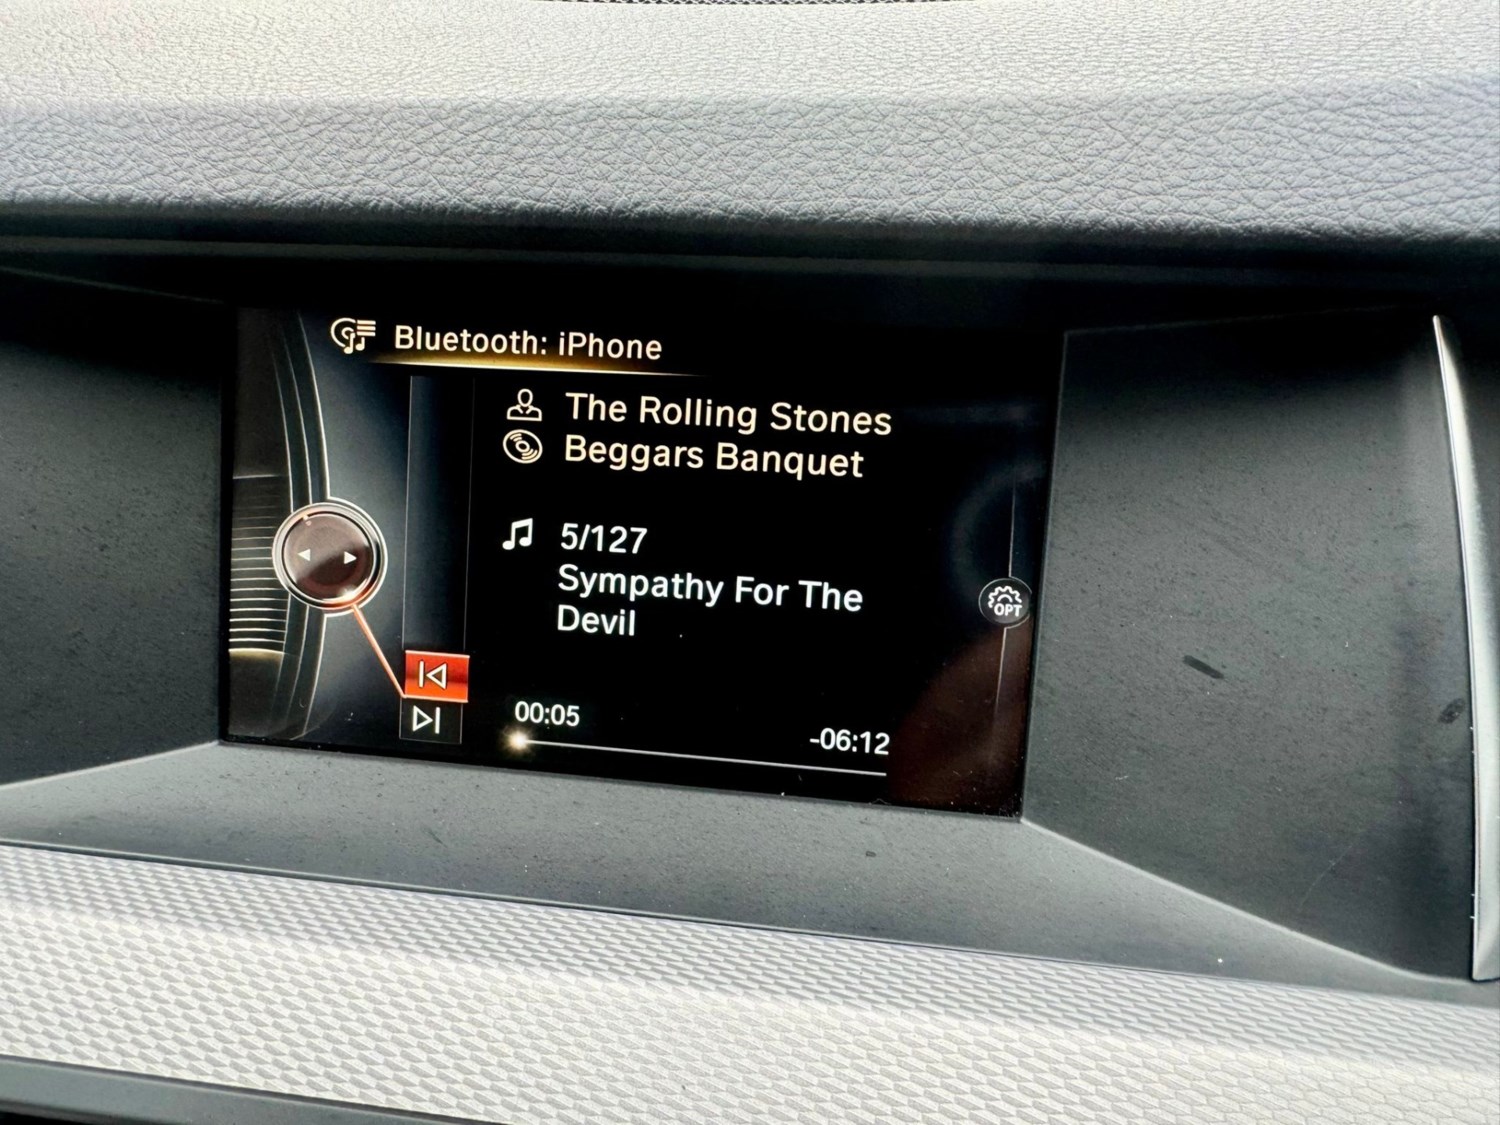 Bluetooth: iPhone
The Rolling Stones
Beggars Banquet
5/127
Sympathy For The
Devil
OPT
00:05
-06:12